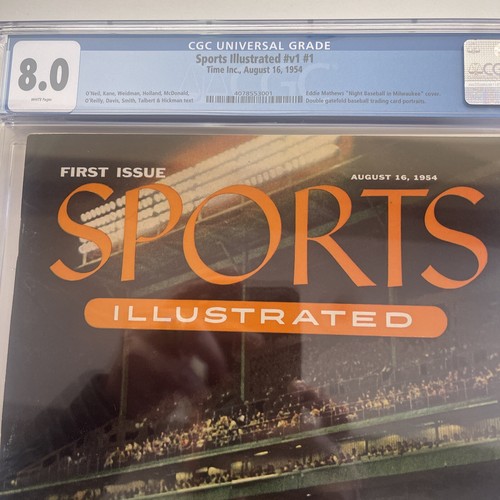 CGC UNIVERSAL GRADE
8.0
WHITE Pages
Sports Illustrated #v1 #1
Time Inc., August 16, 1954
O'Neil, Kane, Weidman, Holland, McDonald,
O'Reilly, Davis, Smith, Talbert & Hickman text
4078553001
Eddie Mathews "Night Baseball in Milwaukee" cover.
Double gatefold baseball trading card portraits.
FIRST ISSUE
AUGUST 16, 1954
SPORTS
ILLUSTRATED